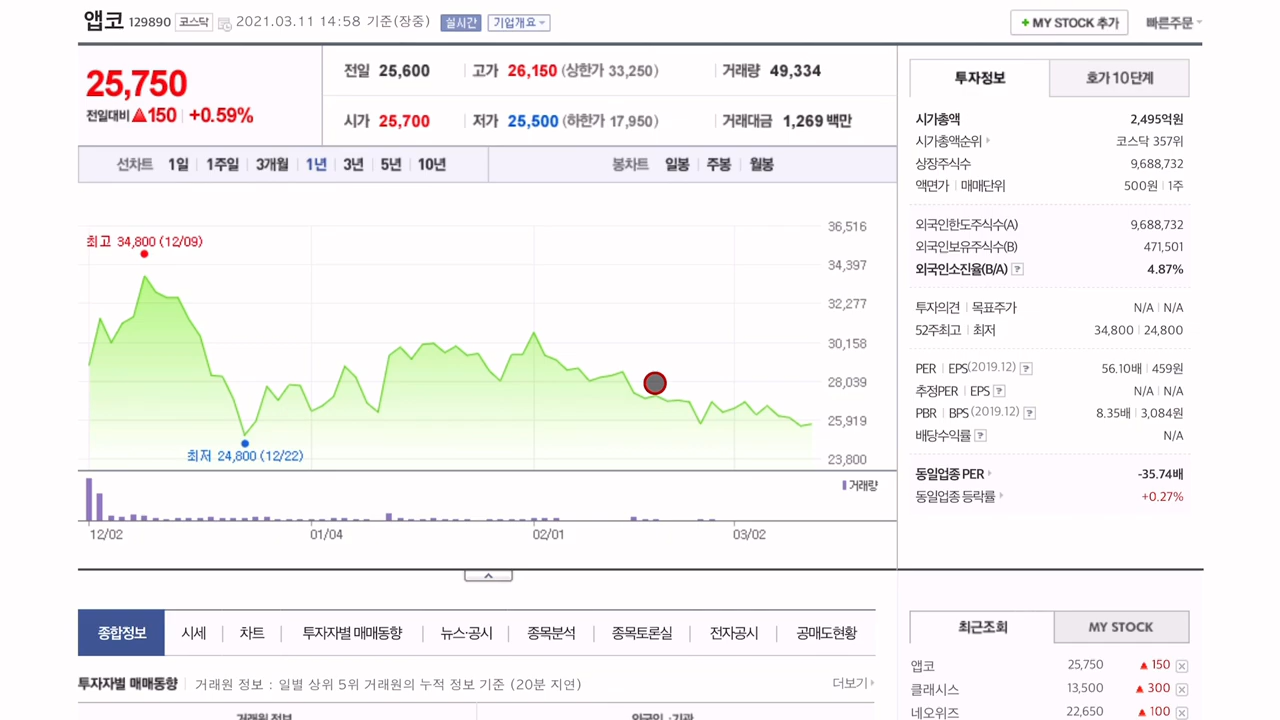 앱코 129890 코스닥 2021.03.11 14:58 기준(장중) 실시간 기업개요
+ MY STOCK 추가 빠른주문
25,750
전일대비 ▲150 +0.59%
전일 25,600 고가 26,150 (상한가 33,250) 거래량 49,334
시가 25,700 저가 25,500 (하한가 17,950) 거래대금 1,269 백만
선차트 1일 1주일 3개월 1년 3년 5년 10년 봉차트 일봉 주봉 월봉
최고 34,800 (12/09)
최저 24,800 (12/22)
36,516
34,397
32,277
30,158
28,039
25,919
23,800
거래량
12/02 01/04 02/01 03/02
투자정보 호가 10단계
시가총액 2,495억원
시가총액순위 코스닥 357위
상장주식수 9,688,732
액면가 매매단위 500원 1주
외국인한도주식수(A) 9,688,732
외국인보유주식수(B) 471,501
외국인소진율(B/A) ? 4.87%
투자의견 목표주가 N/A N/A
52주최고 최저 34,800 24,800
PER EPS(2019.12) ? 56.10배 459원
추정PER EPS ? N/A N/A
PBR BPS (2019.12) ? 8.35배 3,084원
배당수익률 ? N/A
동일업종 PER -35.74배
동일업종 등락률 +0.27%
종합정보 시세 차트 투자자별 매매동향 뉴스·공시 종목분석 종목토론실 전자공시 공매도현황
투자자별 매매동향 거래원 정보 : 일별 상위 5위 거래원의 누적 정보 기준 (20분 지연) 더보기
거래원 정보 외국인 · 기관
최근조회 MY STOCK
앱코 25,750 ▲ 150
클래시스 13,500 ▲ 300
네오위즈 22,650 ▲ 100